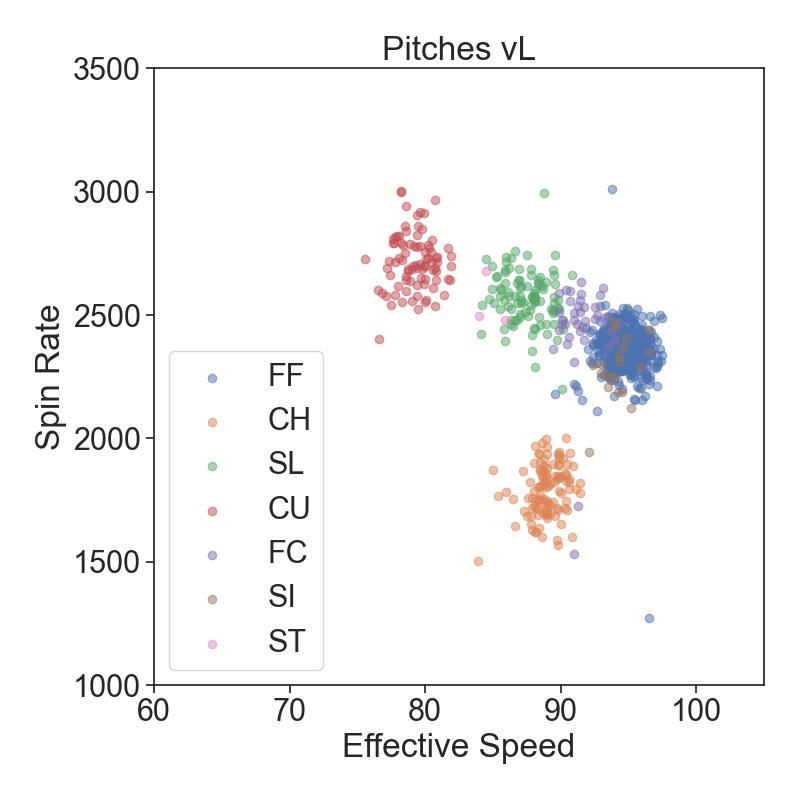 Pitches vL
3500
3000
2500
2000
1500
1000
Spin Rate
FF
CH
SL
CU
FC
SI
ST
60 70 80 90 100
Effective Speed